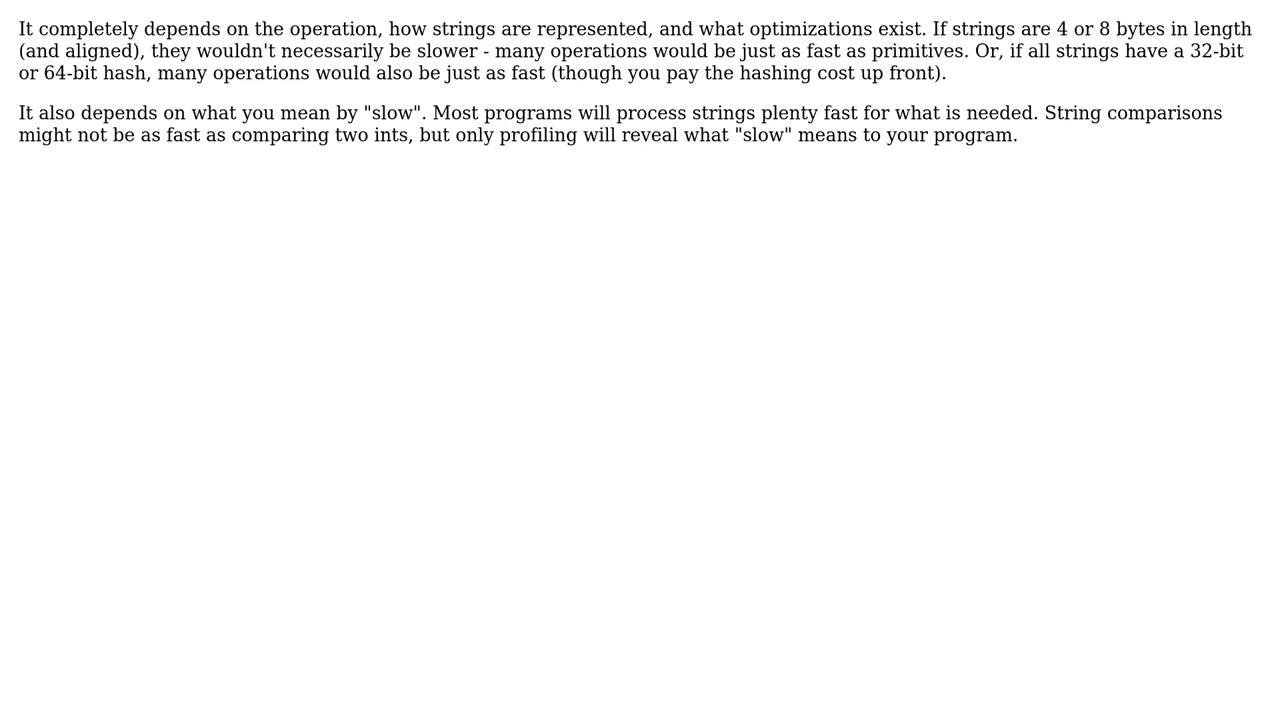 It completely depends on the operation, how strings are represented, and what optimizations exist. If strings are 4 or 8 bytes in length
(and aligned), they wouldn't necessarily be slower - many operations would be just as fast as primitives. Or, if all strings have a 32-bit
or 64-bit hash, many operations would also be just as fast (though you pay the hashing cost up front).
It also depends on what you mean by "slow". Most programs will process strings plenty fast for what is needed. String comparisons
might not be as fast as comparing two ints, but only profiling will reveal what "slow" means to your program.